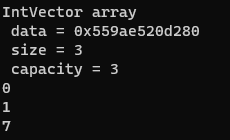 IntVector array
 data = 0x559ae520d280
 size = 3
 capacity = 3
0
1
7